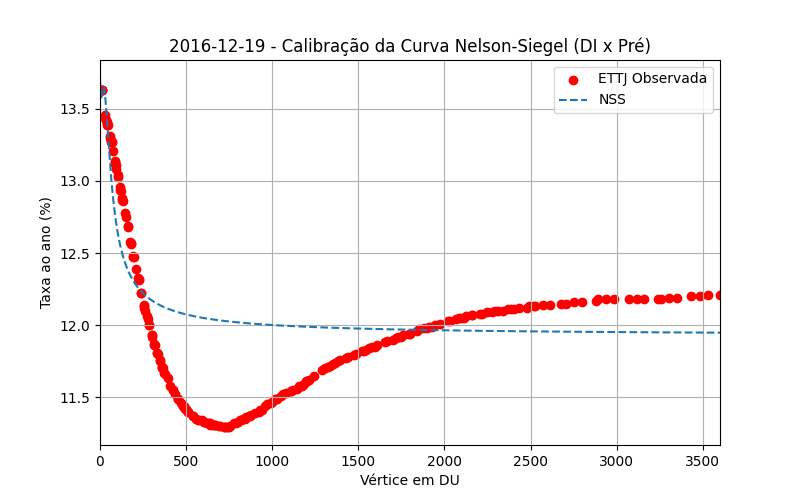 2016-12-19 - Calibração da Curva Nelson-Siegel (DI x Pré)
ETTJ Observada
NSS
Taxa ao ano (%)
13.5
13.0
12.5
12.0
11.5
0 500 1000 1500 2000 2500 3000 3500
Vértice em DU